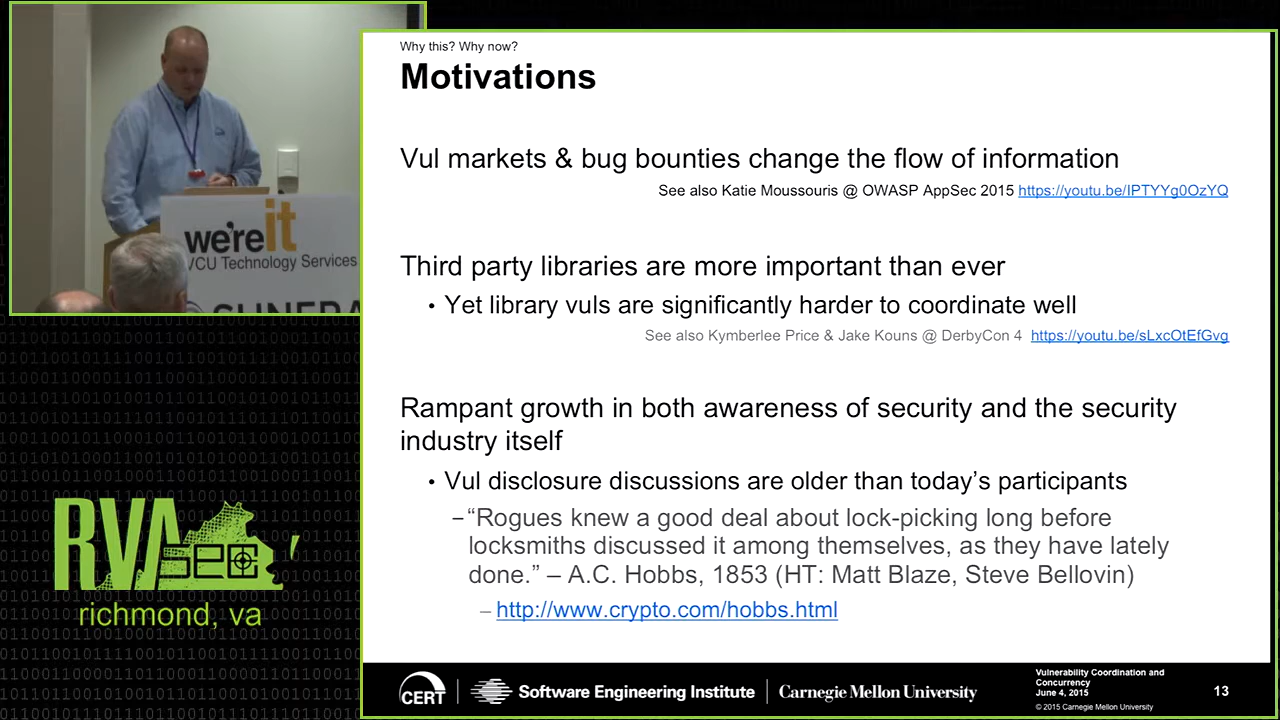 Why this? Why now?
Motivations
Vul markets & bug bounties change the flow of information
See also Katie Moussouris @ OWASP AppSec 2015 https://youtu.be/IPTYYg0OzYQ
Third party libraries are more important than ever
• Yet library vuls are significantly harder to coordinate well
See also Kymberlee Price & Jake Kouns @ DerbyCon 4 https://youtu.be/sLxcOtEfGvg
Rampant growth in both awareness of security and the security
industry itself
• Vul disclosure discussions are older than today's participants
–“Rogues knew a good deal about lock-picking long before
locksmiths discussed it among themselves, as they have lately
done.” – A.C. Hobbs, 1853 (HT: Matt Blaze, Steve Bellovin)
– http://www.crypto.com/hobbs.html
CERT
Software Engineering Institute
Carnegie Mellon University
Vulnerability Coordination and
Concurrency
June 4, 2015
© 2015 Carnegie Mellon University
13
we're it
VCU Technology Services
RVAsec
richmond, va